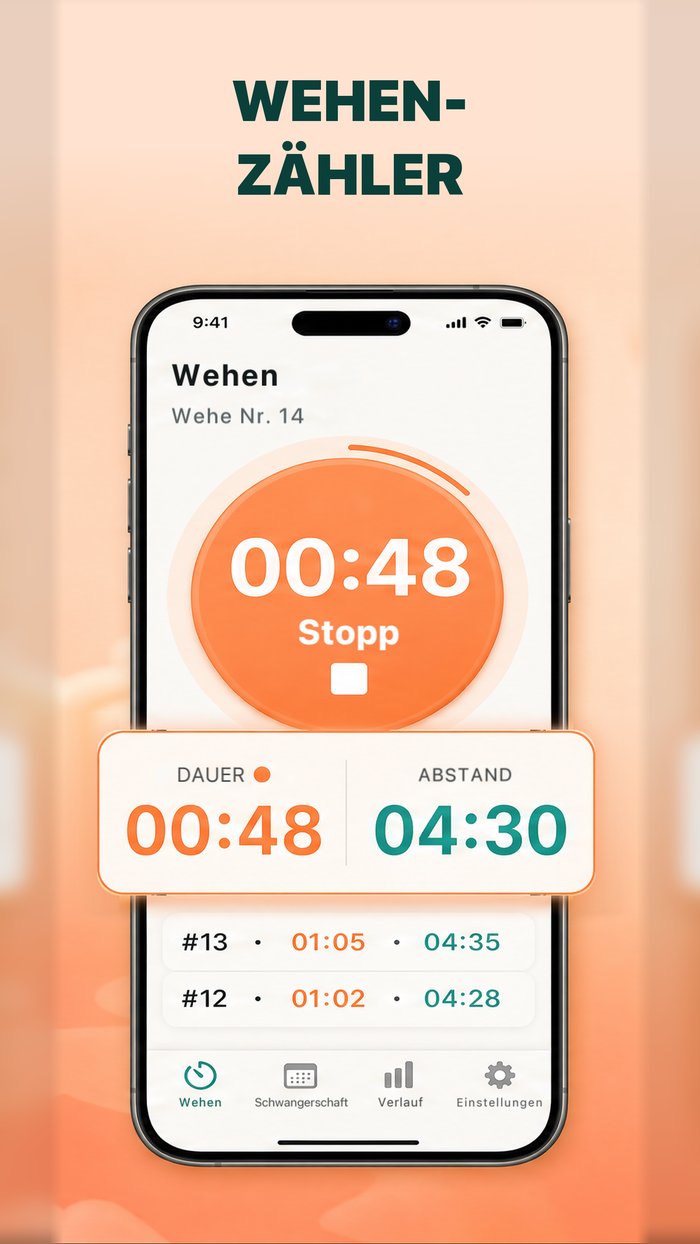 WEHEN-
ZÄHLER
9:41
Wehen
Wehe Nr. 14
00:48
Stopp
DAUER
ABSTAND
00:48
04:30
#13 • 01:05 • 04:35
#12 • 01:02 • 04:28
Wehen
Schwangerschaft
Verlauf
Einstellungen